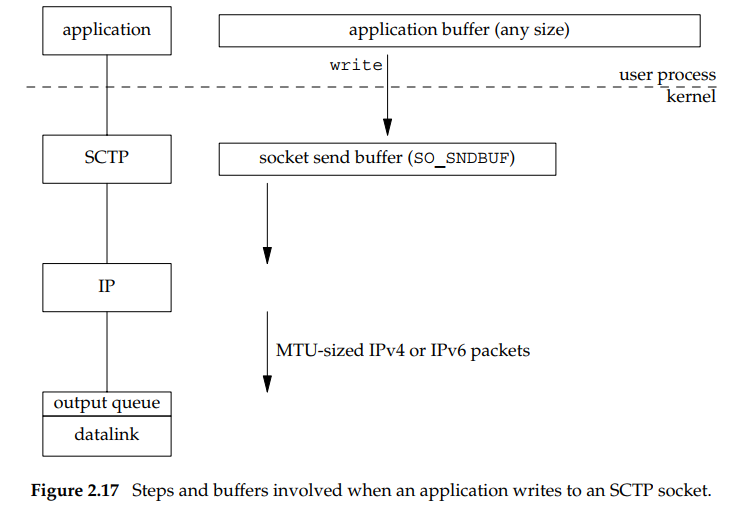 application
application buffer (any size)
write
user process
kernel
SCTP
socket send buffer (SO_SNDBUF)
IP
MTU-sized IPv4 or IPv6 packets
output queue
datalink
Figure 2.17 Steps and buffers involved when an application writes to an SCTP socket.